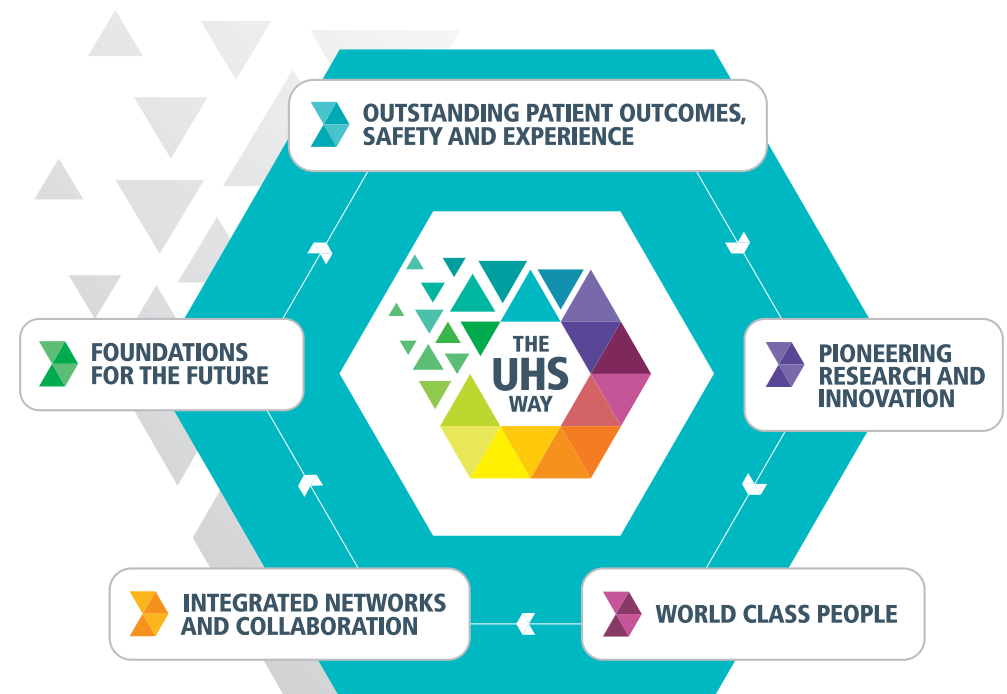 OUTSTANDING PATIENT OUTCOMES,
SAFETY AND EXPERIENCE
THE
UHS
WAY
FOUNDATIONS
FOR THE FUTURE
PIONEERING
RESEARCH AND
INNOVATION
INTEGRATED NETWORKS
AND COLLABORATION
WORLD CLASS PEOPLE